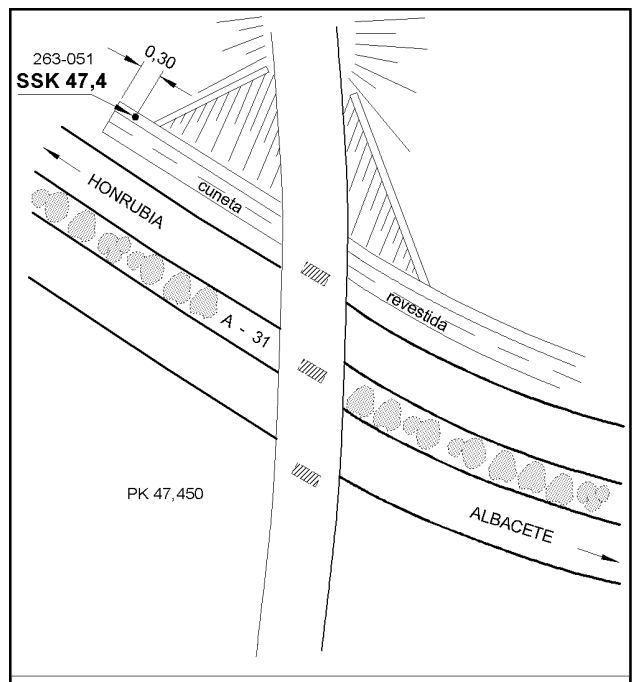 0,30
263-051
SSK 47,4
cuneta
HONRUBIA
revestida
A - 31
PK 47,450
ALBACETE